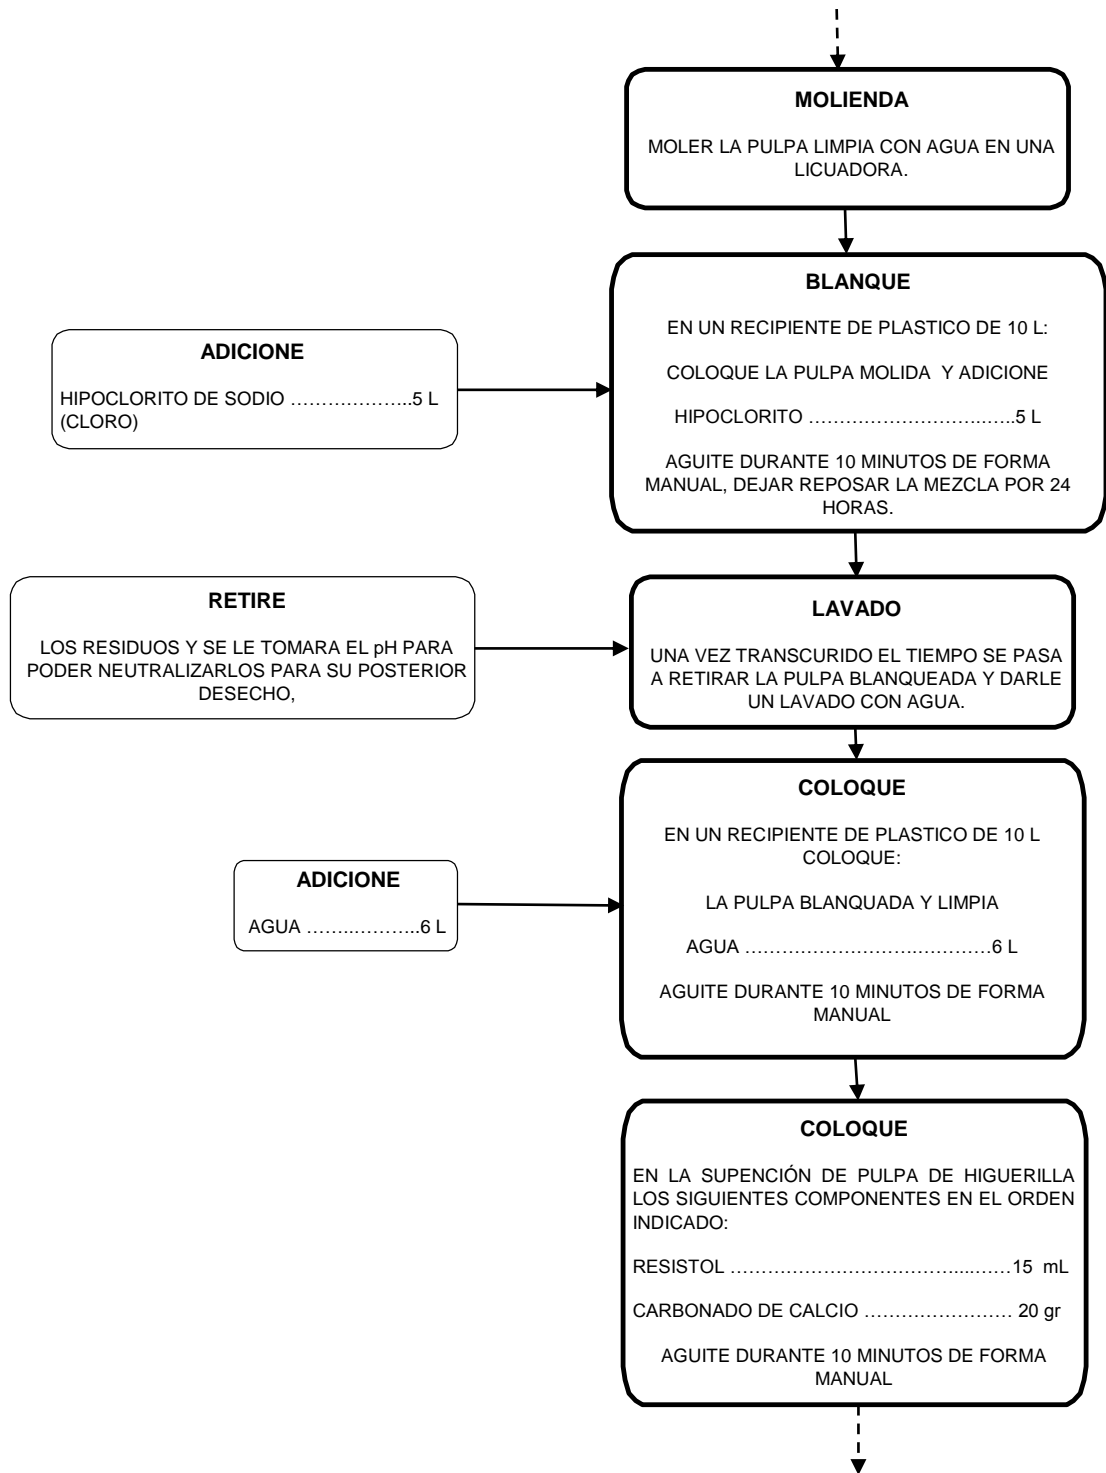 MOLIENDA
MOLER LA PULPA LIMPIA CON AGUA EN UNA
LICUADORA.
BLANQUE
EN UN RECIPIENTE DE PLASTICO DE 10 L:
COLOQUE LA PULPA MOLIDA Y ADICIONE
HIPOCLORITO ………………………..…..5 L
AGUITE DURANTE 10 MINUTOS DE FORMA
MANUAL, DEJAR REPOSAR LA MEZCLA POR 24
HORAS.
ADICIONE
HIPOCLORITO DE SODIO ………………..5 L
(CLORO)
RETIRE
LOS RESIDUOS Y SE LE TOMARA EL pH PARA
PODER NEUTRALIZARLOS PARA SU POSTERIOR
DESECHO,
LAVADO
UNA VEZ TRANSCURIDO EL TIEMPO SE PASA
A RETIRAR LA PULPA BLANQUEADA Y DARLE
UN LAVADO CON AGUA.
COLOQUE
EN UN RECIPIENTE DE PLASTICO DE 10 L
COLOQUE:
LA PULPA BLANQUADA Y LIMPIA
AGUA ……………………….…………6 L
AGUITE DURANTE 10 MINUTOS DE FORMA
MANUAL
ADICIONE
AGUA ……..………..6 L
COLOQUE
EN LA SUPENCIÓN DE PULPA DE HIGUERILLA
LOS SIGUIENTES COMPONENTES EN EL ORDEN
INDICADO:
RESISTOL ………………………………....……15 mL
CARBONADO DE CALCIO …………………… 20 gr
AGUITE DURANTE 10 MINUTOS DE FORMA
MANUAL